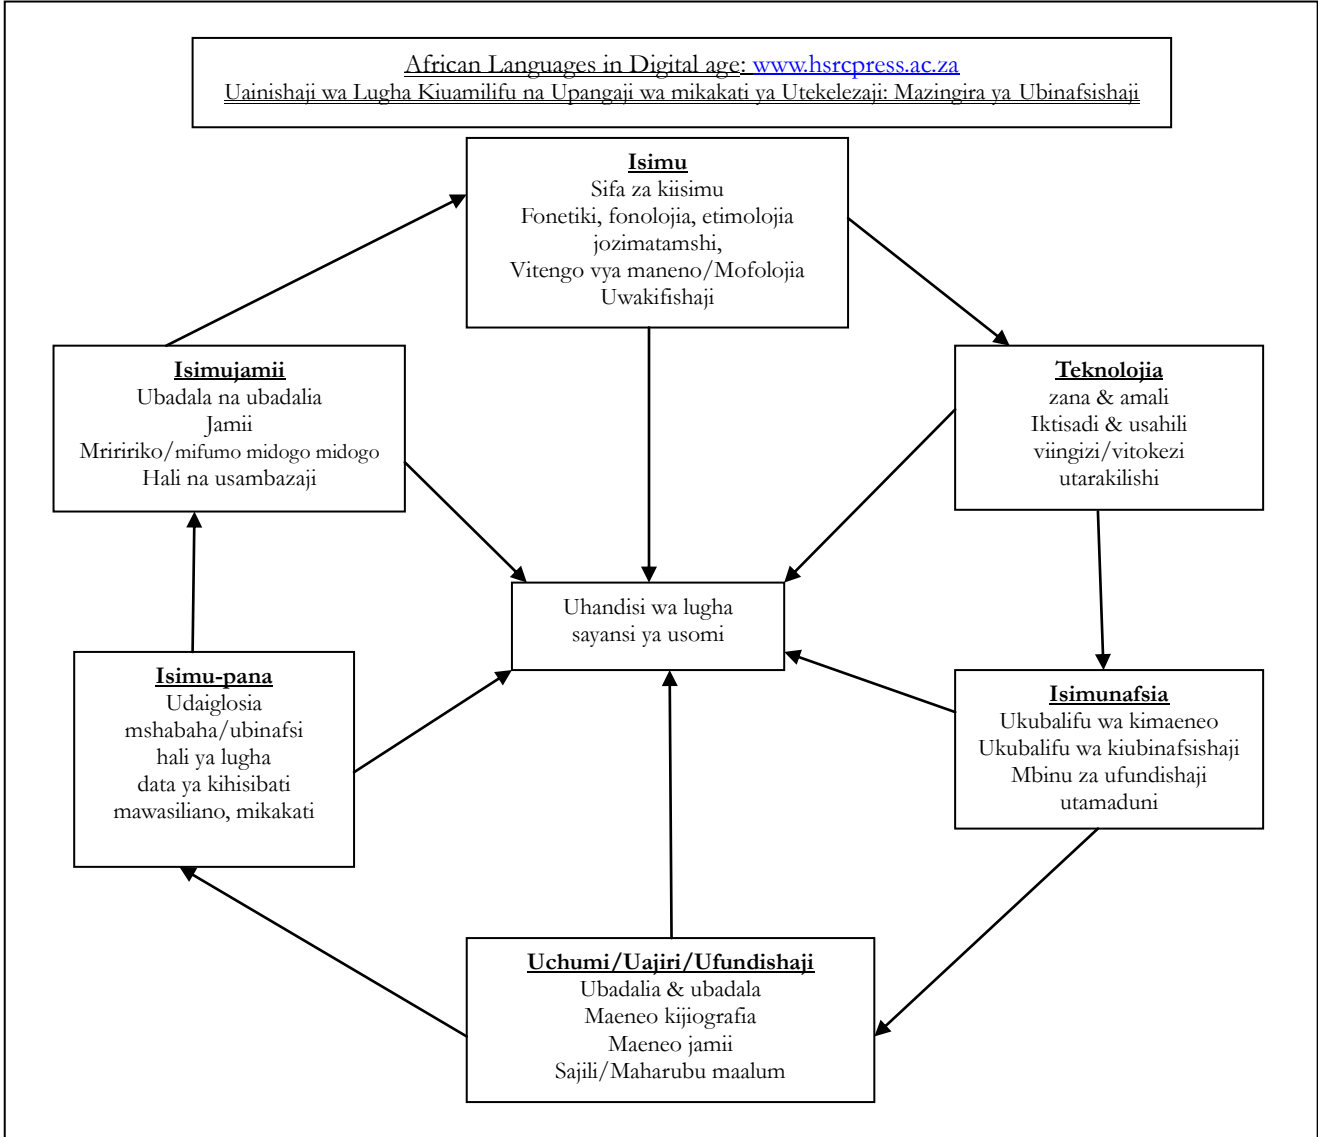 African Languages in Digital age: www.hsrcpress.ac.za
Uainishaji wa Lugha Kiuamilifu na Upangaji wa mikakati ya Utekelezaji: Mazingira ya Ubinafsishaji
Isimu
Sifa za kiisimu
Fonetiki, fonolojia, etimolojia
jozimatamshi,
Vitengo vya maneno/Mofolojia
Uwakifishaji
Isimujamii
Ubadala na ubadalia
Jamii
Mriririko/mifumo midogo midogo
Hali na usambazaji
Teknolojia
zana & amali
Iktisadi & usahili
viingizi/vitokezi
utarakilishi
Uhandisi wa lugha
sayansi ya usomi
Isimu-pana
Udaiglosia
mshabaha/ubinafsi
hali ya lugha
data ya kihisibati
mawasiliano, mikakati
Isimunafsia
Ukubalifu wa kimaeneo
Ukubalifu wa kiubinafsishaji
Mbinu za ufundishaji
utamaduni
Uchumi/Uajiri/Ufundishaji
Ubadalia & ubadala
Maeneo kijiografia
Maeneo jamii
Sajili/Maharubu maalum